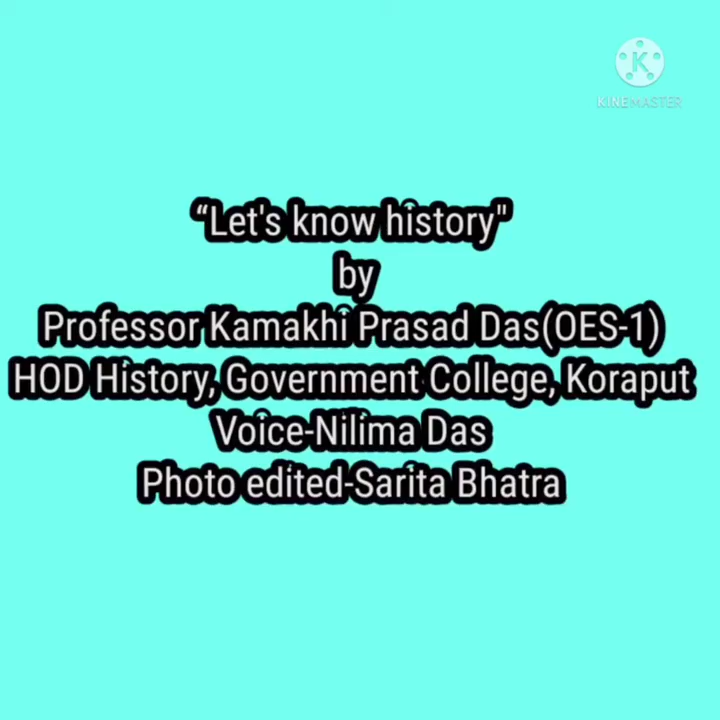 K
KINEMASTER
“Let's know history"
by
Professor Kamakhi Prasad Das(OES-1)
HOD History, Government College, Koraput
Voice-Nilima Das
Photo edited-Sarita Bhatra